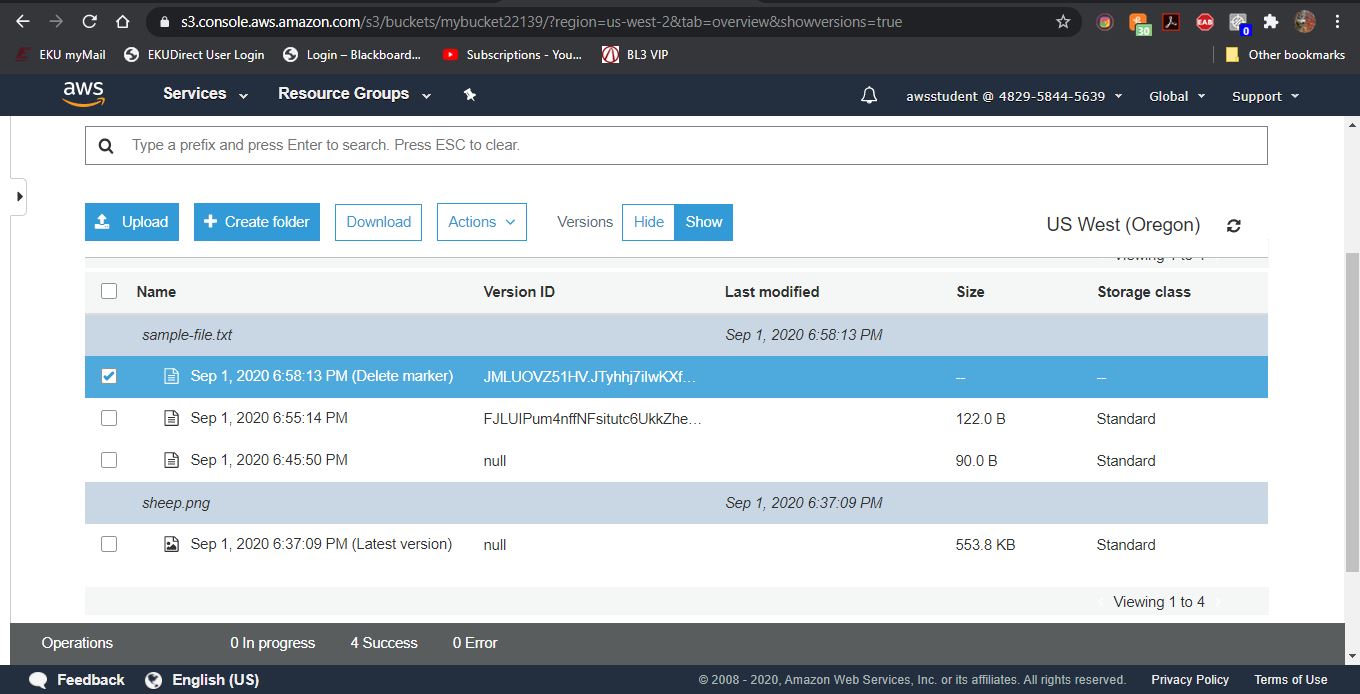 s3.console.aws.amazon.com/s3/buckets/mybucket22139/?region=us-west-2&tab=overview&showversions=true
EAB
30
0
EKU myMail EKUDirect User Login Login – Blackboard... Subscriptions - You... BL3 VIP Other bookmarks
aws Services Resource Groups awsstudent @ 4829-5844-5639 Global Support
Type a prefix and press Enter to search. Press ESC to clear.
Upload Create folder Download Actions Versions Hide Show US West (Oregon)
Viewing 1 to 4
Name Version ID Last modified Size Storage class
sample-file.txt Sep 1, 2020 6:58:13 PM
Sep 1, 2020 6:58:13 PM (Delete marker) JMLUOVZ51HV.JTyhhj7ilwKXf... -- --
Sep 1, 2020 6:55:14 PM FJLUIPum4nffNFsitutc6UkkZhe... 122.0 B Standard
Sep 1, 2020 6:45:50 PM null 90.0 B Standard
sheep.png Sep 1, 2020 6:37:09 PM
Sep 1, 2020 6:37:09 PM (Latest version) null 553.8 KB Standard
Viewing 1 to 4
Operations 0 In progress 4 Success 0 Error
Feedback English (US) © 2008 - 2020, Amazon Web Services, Inc. or its affiliates. All rights reserved. Privacy Policy Terms of Use